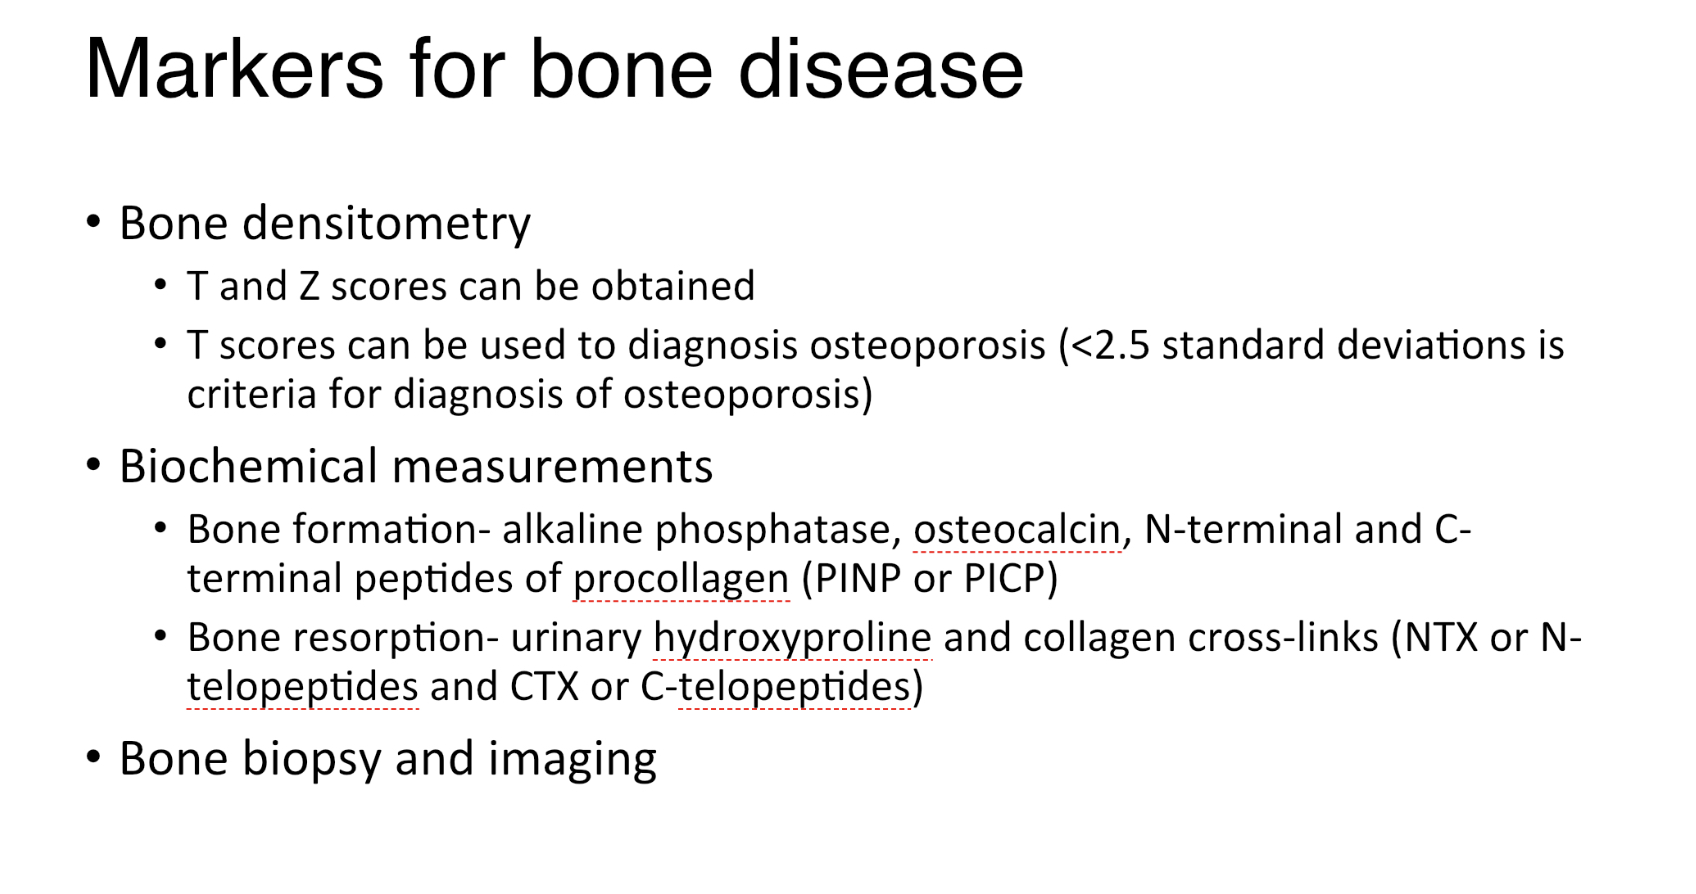 Markers for bone disease
• Bone densitometry
• T and Z scores can be obtained
• T scores can be used to diagnosis osteoporosis (<2.5 standard deviations is
criteria for diagnosis of osteoporosis)
• Biochemical measurements
• Bone formation- alkaline phosphatase, osteocalcin, N-terminal and C-
terminal peptides of procollagen (PINP or PICP)
• Bone resorption- urinary hydroxyproline and collagen cross-links (NTX or N-
telopeptides and CTX or C-telopeptides)
• Bone biopsy and imaging